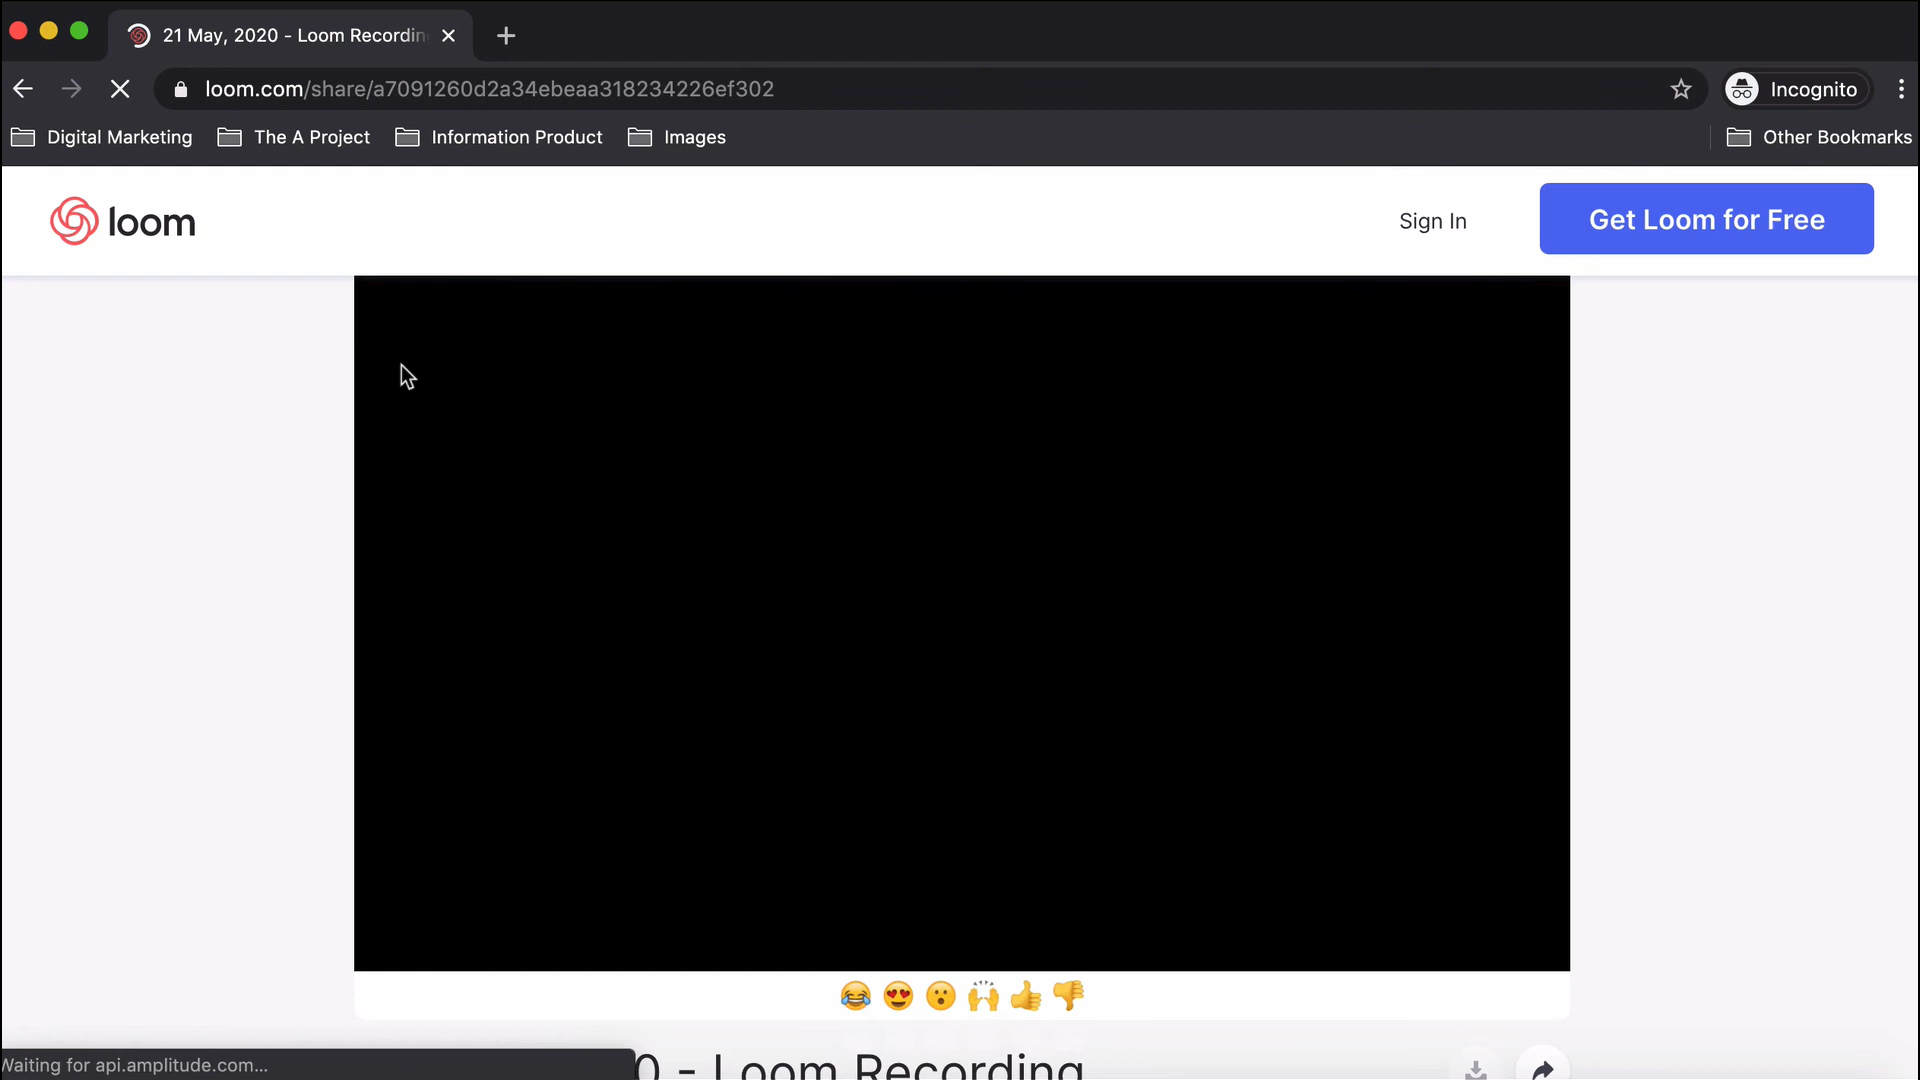 21 May, 2020 - Loom Recordin
loom.com/share/a7091260d2a34ebeaa318234226ef302
Incognito
Digital Marketing
The A Project
Information Product
Images
Other Bookmarks
loom
Sign In
Get Loom for Free
0 - Loom Recording
Waiting for api.amplitude.com...